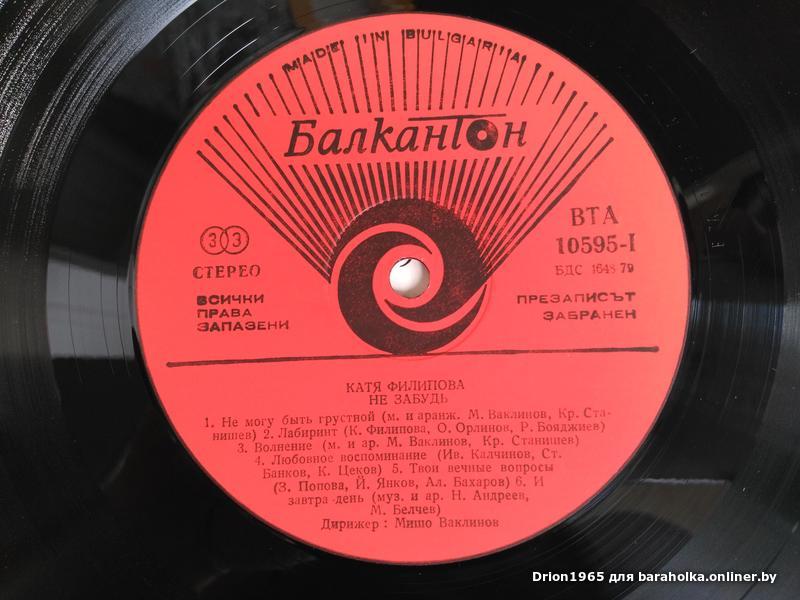 MADE IN BULGARIA
Балкантон
33
СТЕРЕО
ВСИЧКИ
ПРАВА
ЗАПАЗЕНИ
ВТА
10595-I
БДС 1648 79
ПРЕЗАПИСЪТ
ЗАБРАНЕН
КАТЯ ФИЛИПОВА
НЕ ЗАБУДЬ
1. Не могу быть грустной (м. и аранж. М. Ваклинов, Кр. Ста-
нишев) 2. Лабиринт (К. Филипова, О. Орлинов, Р. Бояджиев)
3. Волнение (м. и ар. М. Ваклинов, Кр. Станишев)
4. Любовное воспоминание (Ив. Калчинов, Ст.
Банков, К. Цеков) 5. Твои вечные вопросы
(З. Попова, Й. Янков, Ал. Бахаров) 6. И
завтра день (муз. и ар. Н. Андреев,
М. Белчев)
Дирижер: Мишо Ваклинов
Drion1965 для baraholka.onliner.by